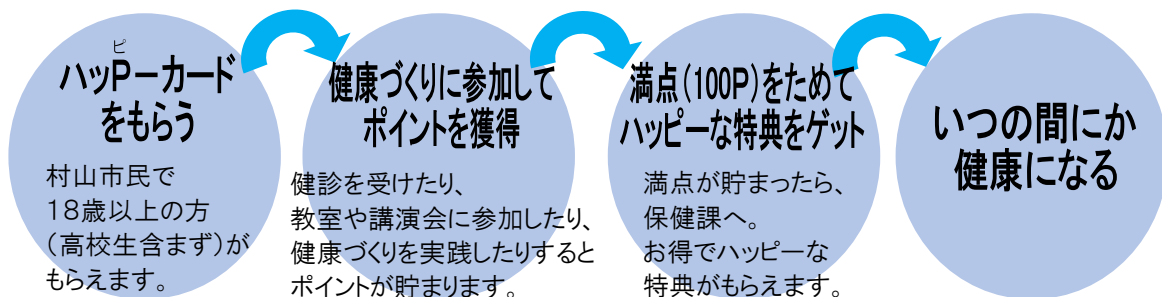 ピ
ハッPーカード
をもらう
村山市民で
18歳以上の方
(高校生含まず)が
もらえます。
健康づくりに参加して
ポイントを獲得
健診を受けたり、
教室や講演会に参加したり、
健康づくりを実践したりすると
ポイントが貯まります。
満点(100P)をためて
ハッピーな特典をゲット
満点が貯まったら、
保健課へ。
お得でハッピーな
特典がもらえます。
いつの間にか
健康になる